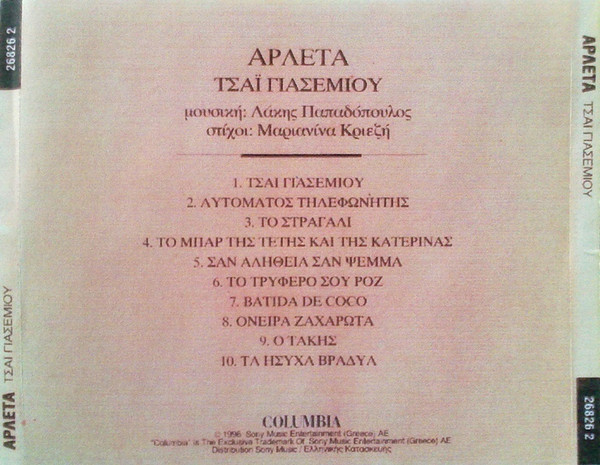 26826 2
ΑΡΛΕΤΑ
ΤΣΑΪ ΓΙΑΣΕΜΙΟΥ
μουσική: Λάκης Παπαδόπουλος
στίχοι: Μαριανίνα Κριεζή
1. ΤΣΑΙ ΓΙΑΣΕΜΙΟΥ
2. ΑΥΤΟΜΑΤΟΣ ΤΗΛΕΦΩΝΗΤΗΣ
3. ΤΟ ΣΤΡΑΓΑΛΙ
4. ΤΟ ΜΠΑΡ ΤΗΣ ΤΕΤΗΣ ΚΑΙ ΤΗΣ ΚΑΤΕΡΙΝΑΣ
5. ΣΑΝ ΑΛΗΘΕΙΑ ΣΑΝ ΨΕΜΜΑ
6. ΤΟ ΤΡΥΦΕΡΟ ΣΟΥ ΡΟΖ
7. BATIDA DE COCO
8. ΟΝΕΙΡΑ ΖΑΧΑΡΩΤΑ
9. Ο ΤΑΚΗΣ
10. ΤΑ ΗΣΥΧΑ ΒΡΑΔΥΑ
COLUMBIA
© 1996 Sony Music Entertainment (Greece) AE
"Columbia" is The Exclusive Trademark Of Sony Music Entertainment (Greece) AE
Distribution Sony Music / Ελληνικής Κατασκευής
ΑΡΛΕΤΑ ΤΣΑΙ ΓΙΑΣΕΜΙΟΥ
ΑΡΛΕΤΑ ΤΣΑΙ ΓΙΑΣΕΜΙΟΥ
26826 2